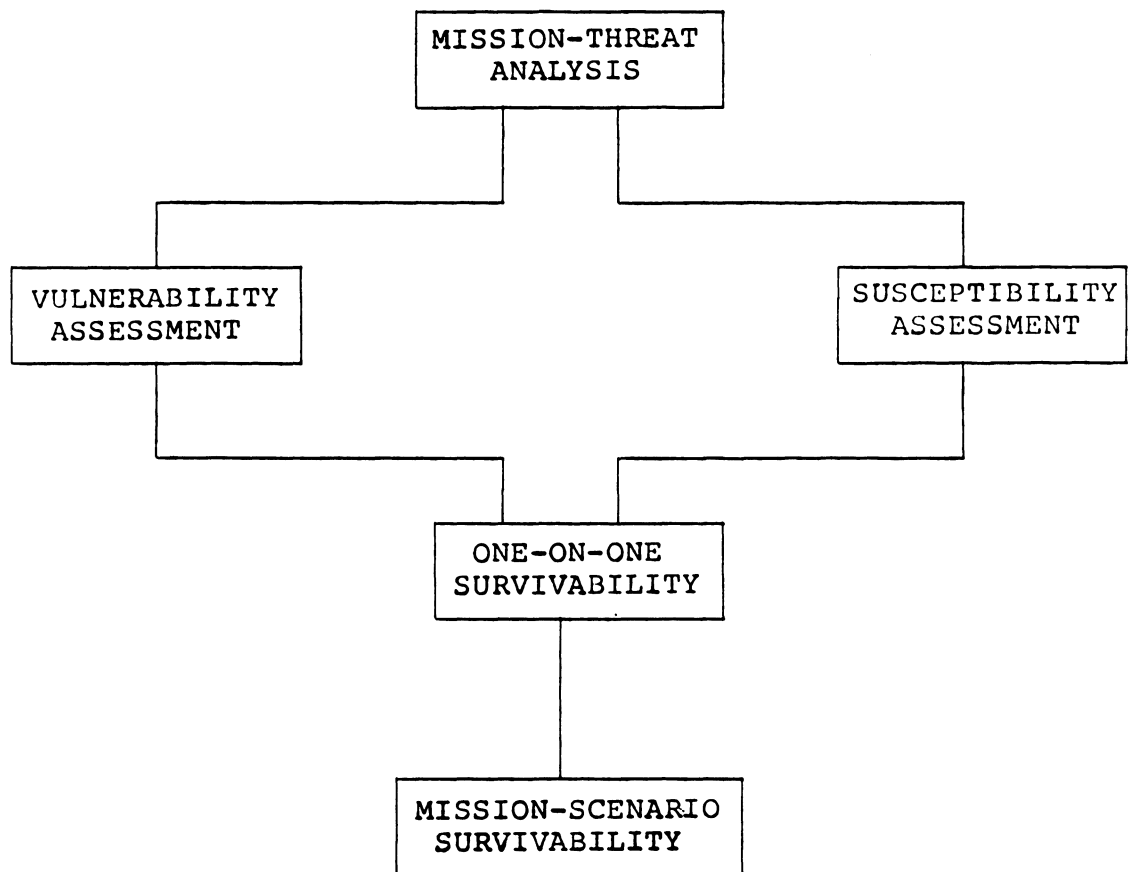 MISSION-THREAT
ANALYSIS
VULNERABILITY
ASSESSMENT
SUSCEPTIBILITY
ASSESSMENT
ONE-ON-ONE
SURVIVABILITY
MISSION-SCENARIO
SURVIVABILITY